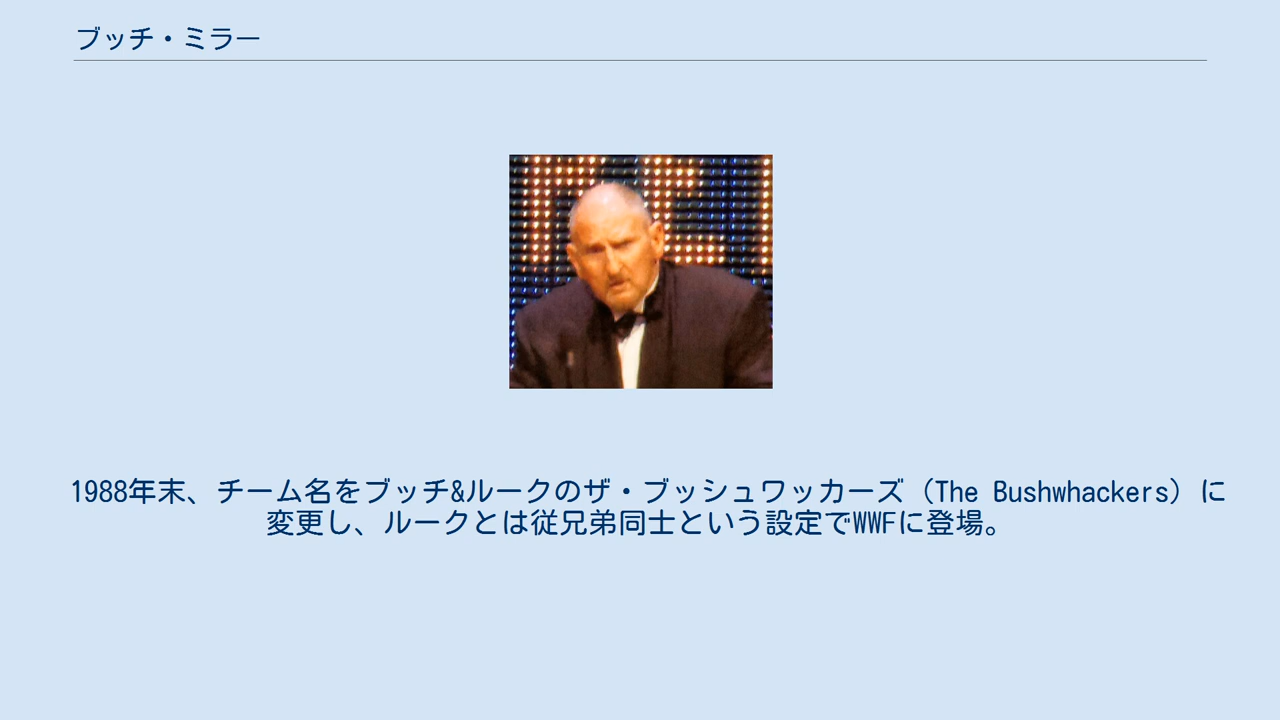 ブッチ・ミラー
1988年末、チーム名をブッチ&ルークのザ・ブッシュワッカーズ（The Bushwhackers）に
変更し、ルークとは従兄弟同士という設定でWWFに登場。